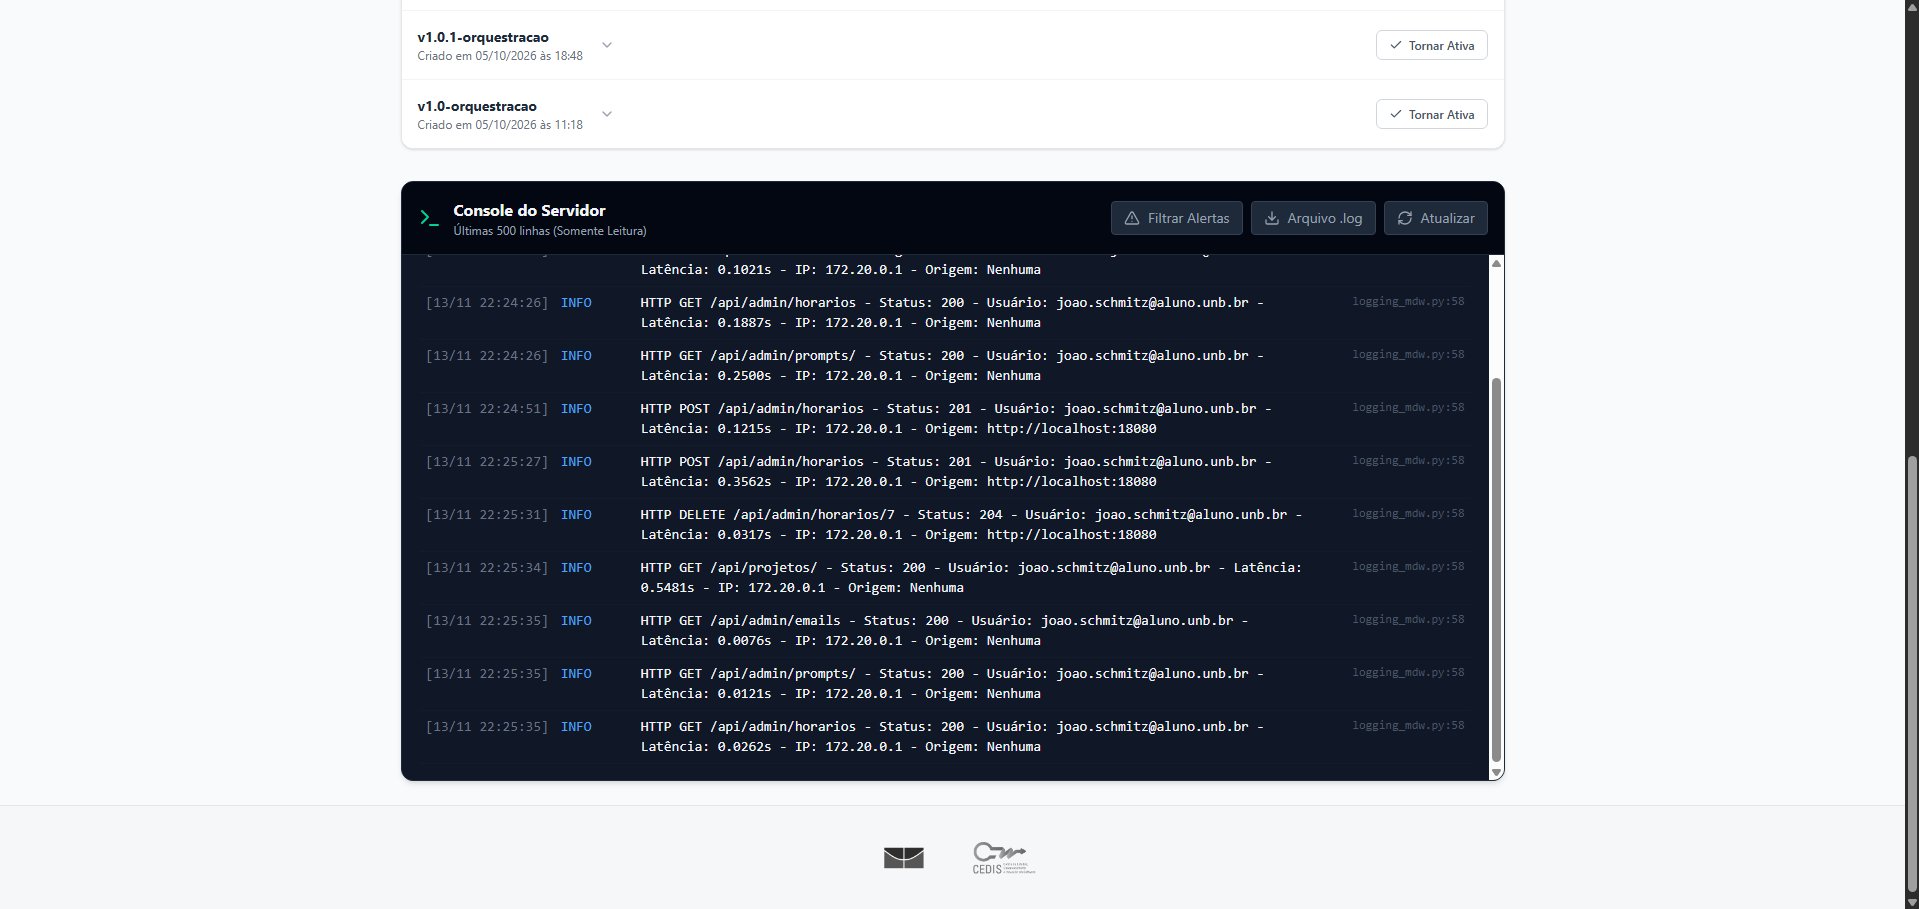 v1.0.1-orquestracao
Criado em 05/10/2026 às 18:48
Tornar Ativa
v1.0-orquestracao
Criado em 05/10/2026 às 11:18
Tornar Ativa
Console do Servidor
Últimas 500 linhas (Somente Leitura)
Filtrar Alertas
Arquivo .log
Atualizar
Latência: 0.1021s - IP: 172.20.0.1 - Origem: Nenhuma
[13/11 22:24:26] INFO HTTP GET /api/admin/horarios - Status: 200 - Usuário: joao.schmitz@aluno.unb.br - logging_mdw.py:58
Latência: 0.1887s - IP: 172.20.0.1 - Origem: Nenhuma
[13/11 22:24:26] INFO HTTP GET /api/admin/prompts/ - Status: 200 - Usuário: joao.schmitz@aluno.unb.br - logging_mdw.py:58
Latência: 0.2500s - IP: 172.20.0.1 - Origem: Nenhuma
[13/11 22:24:51] INFO HTTP POST /api/admin/horarios - Status: 201 - Usuário: joao.schmitz@aluno.unb.br - logging_mdw.py:58
Latência: 0.1215s - IP: 172.20.0.1 - Origem: http://localhost:18080
[13/11 22:25:27] INFO HTTP POST /api/admin/horarios - Status: 201 - Usuário: joao.schmitz@aluno.unb.br - logging_mdw.py:58
Latência: 0.3562s - IP: 172.20.0.1 - Origem: http://localhost:18080
[13/11 22:25:31] INFO HTTP DELETE /api/admin/horarios/7 - Status: 204 - Usuário: joao.schmitz@aluno.unb.br - logging_mdw.py:58
Latência: 0.0317s - IP: 172.20.0.1 - Origem: http://localhost:18080
[13/11 22:25:34] INFO HTTP GET /api/projetos/ - Status: 200 - Usuário: joao.schmitz@aluno.unb.br - Latência: logging_mdw.py:58
0.5481s - IP: 172.20.0.1 - Origem: Nenhuma
[13/11 22:25:35] INFO HTTP GET /api/admin/emails - Status: 200 - Usuário: joao.schmitz@aluno.unb.br - logging_mdw.py:58
Latência: 0.0076s - IP: 172.20.0.1 - Origem: Nenhuma
[13/11 22:25:35] INFO HTTP GET /api/admin/prompts/ - Status: 200 - Usuário: joao.schmitz@aluno.unb.br - logging_mdw.py:58
Latência: 0.0121s - IP: 172.20.0.1 - Origem: Nenhuma
[13/11 22:25:35] INFO HTTP GET /api/admin/horarios - Status: 200 - Usuário: joao.schmitz@aluno.unb.br - logging_mdw.py:58
Latência: 0.0262s - IP: 172.20.0.1 - Origem: Nenhuma
CEDIS